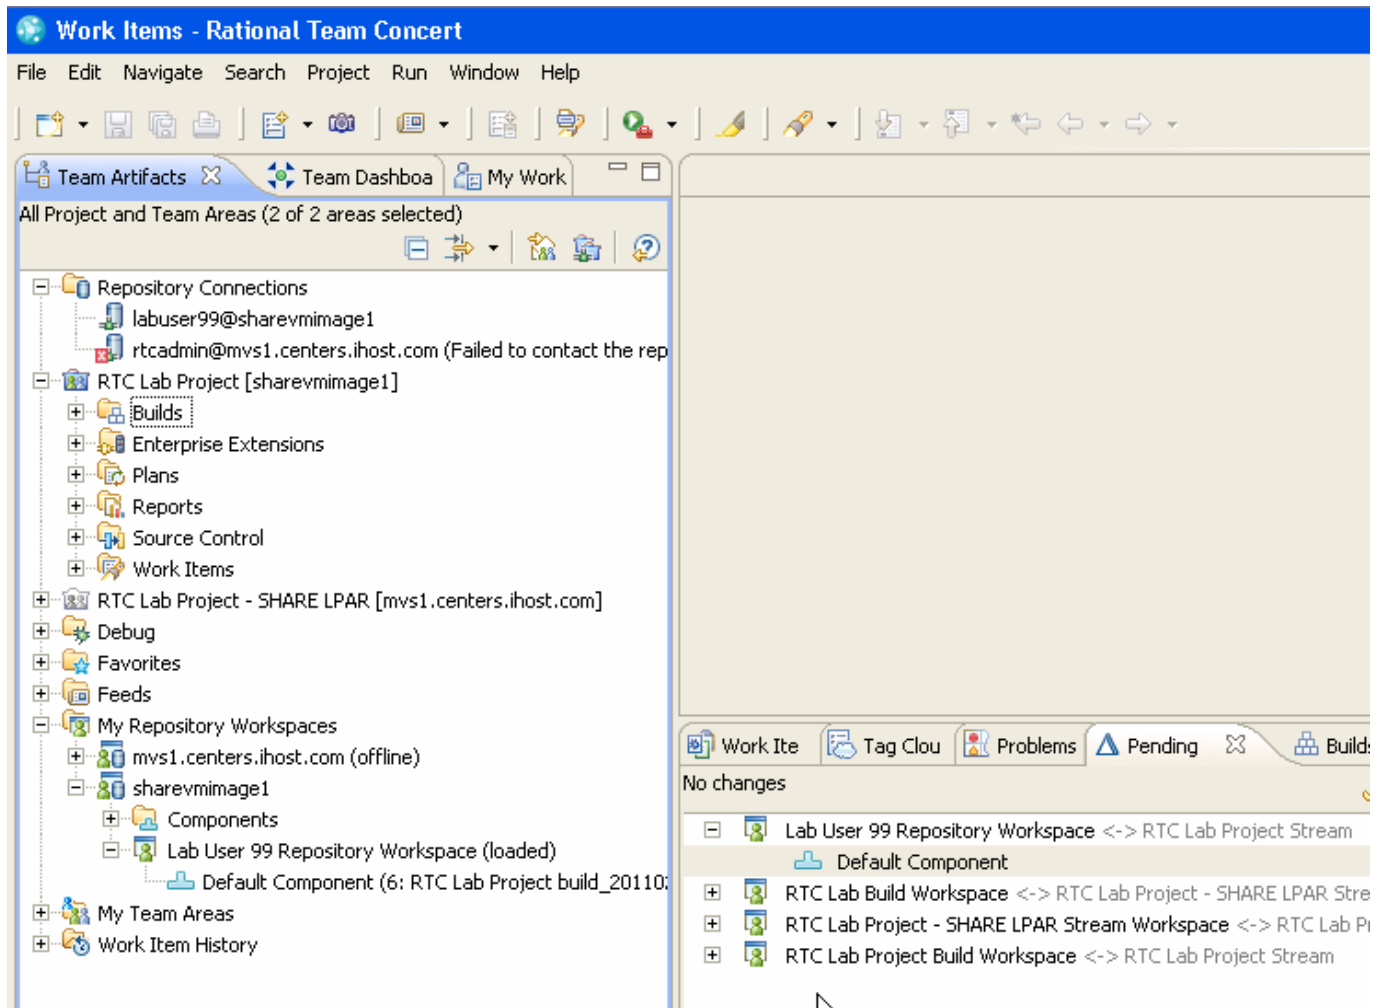 Work Items - Rational Team Concert
File Edit Navigate Search Project Run Window Help
Team Artifacts Team Dashboa My Work
All Project and Team Areas (2 of 2 areas selected)
Repository Connections
labuser99@sharevmimage1
rtcadmin@mvs1.centers.ihost.com (Failed to contact the rep
RTC Lab Project [sharevmimage1]
Builds
Enterprise Extensions
Plans
Reports
Source Control
Work Items
RTC Lab Project - SHARE LPAR [mvs1.centers.ihost.com]
Debug
Favorites
Feeds
My Repository Workspaces
mvs1.centers.ihost.com (offline)
sharevmimage1
Components
Lab User 99 Repository Workspace (loaded)
Default Component (6: RTC Lab Project build_20110
My Team Areas
Work Item History
Work Ite Tag Clou Problems Pending Builds
No changes
Lab User 99 Repository Workspace <-> RTC Lab Project Stream
Default Component
RTC Lab Build Workspace <-> RTC Lab Project - SHARE LPAR Stre
RTC Lab Project - SHARE LPAR Stream Workspace <-> RTC Lab P
RTC Lab Project Build Workspace <-> RTC Lab Project Stream